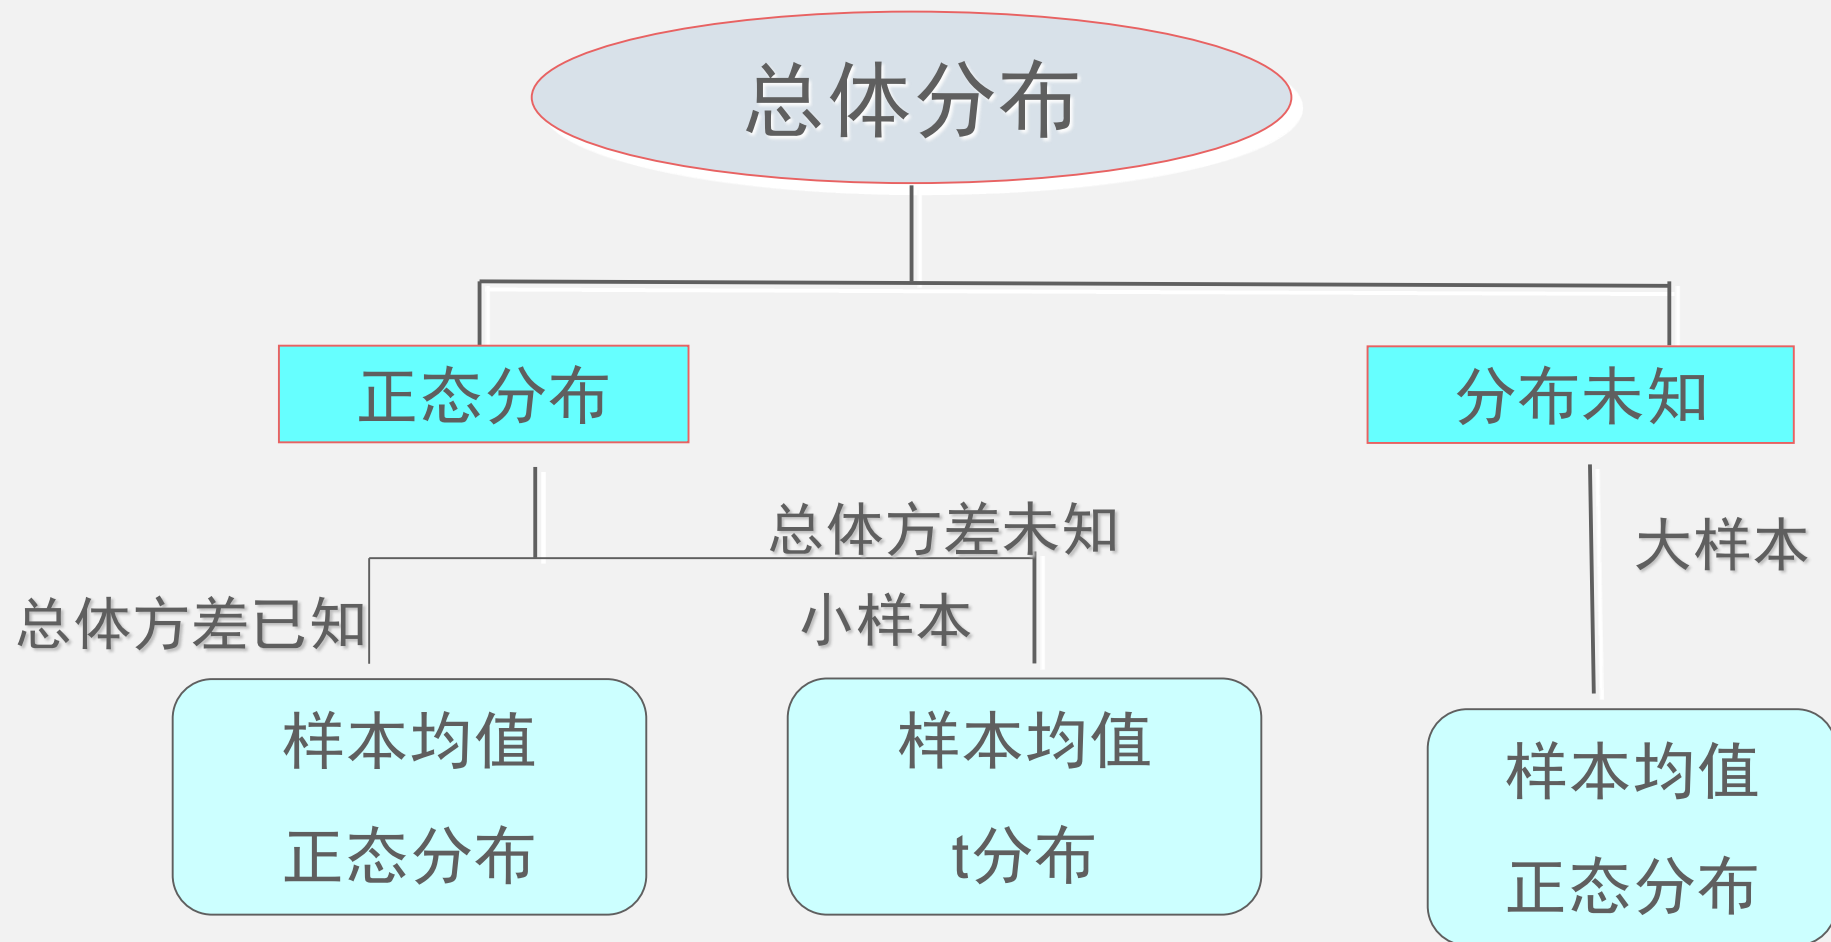 总体分布
正态分布
分布未知
总体方差未知
大样本
总体方差已知
小样本
样本均值
正态分布
样本均值
t分布
样本均值
正态分布